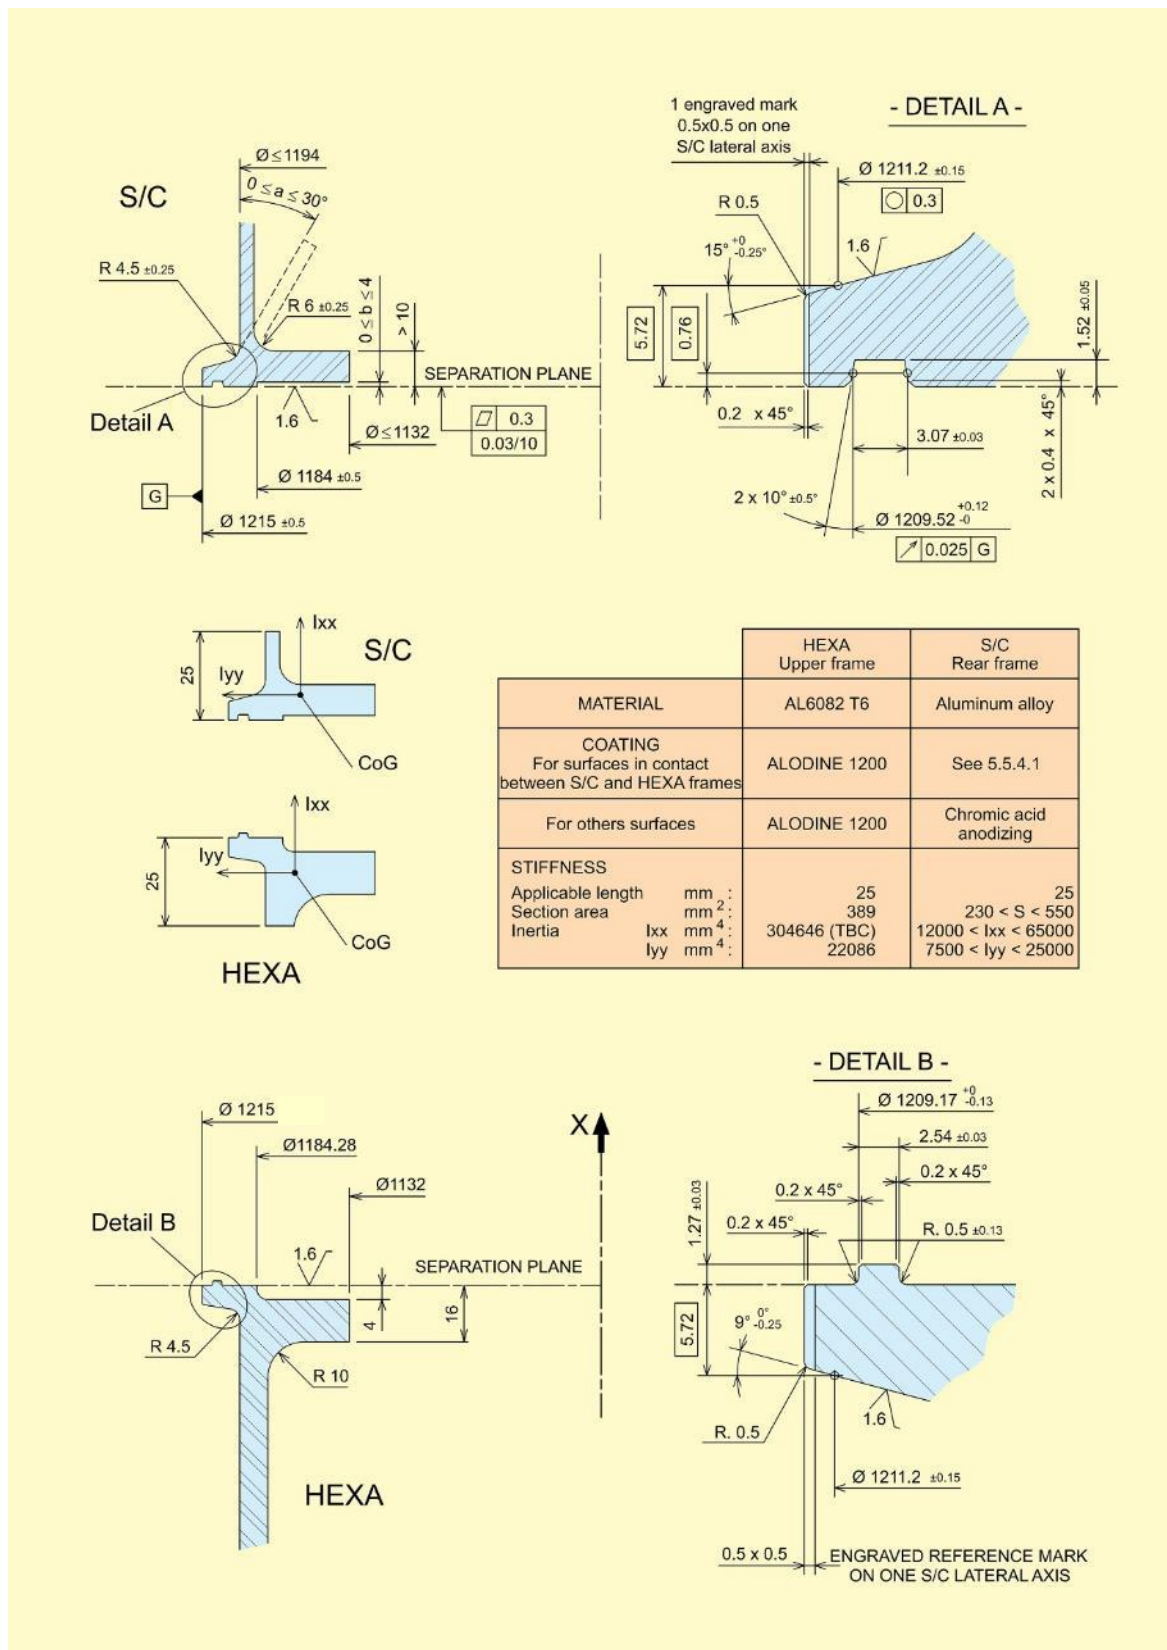 1 engraved mark
0.5x0.5 on one
S/C lateral axis
- DETAIL A -
Ø≤1194
S/C
0 ≤a≤ 30°
R 4.5 ±0.25
R 6 ±0.25
0 ≤ b ≤ 4
> 10
SEPARATION PLANE
Detail A
1.6
0.3
0.03/10
Ø≤1132
Ø 1184 ±0.5
G
Ø 1215 ±0.5
Ø 1211.2 ±0.15
0.3
R 0.5
15° +0 -0.25°
1.6
5.72
0.76
1.52 ±0.05
0.2 x 45°
3.07 ±0.03
2 x 0.4 x 45°
2 x 10° ±0.5°
Ø 1209.52 +0.12 -0
0.025 G
Ixx
S/C
25
Iyy
CoG
Ixx
Iyy
25
CoG
HEXA
HEXA
Upper frame
S/C
Rear frame
MATERIAL
AL6082 T6
Aluminum alloy
COATING
For surfaces in contact
between S/C and HEXA frames
ALODINE 1200
See 5.5.4.1
For others surfaces
ALODINE 1200
Chromic acid
anodizing
STIFFNESS
Applicable length mm : 25 25
Section area mm2 : 389 230 < S < 550
Inertia Ixx mm4 : 304646 (TBC) 12000 < Ixx < 65000
Iyy mm4 : 22086 7500 < Iyy < 25000
Ø 1215
X
Ø1184.28
Ø1132
Detail B
1.6
SEPARATION PLANE
4
16
R 4.5
R 10
HEXA
- DETAIL B -
Ø 1209.17 +0 -0.13
2.54 ±0.03
0.2 x 45°
1.27 ±0.03
0.2 x 45°
0.2 x 45°
R. 0.5 ±0.13
5.72
9° 0° -0.25
1.6
R. 0.5
Ø 1211.2 ±0.15
0.5 x 0.5
ENGRAVED REFERENCE MARK
ON ONE S/C LATERAL AXIS